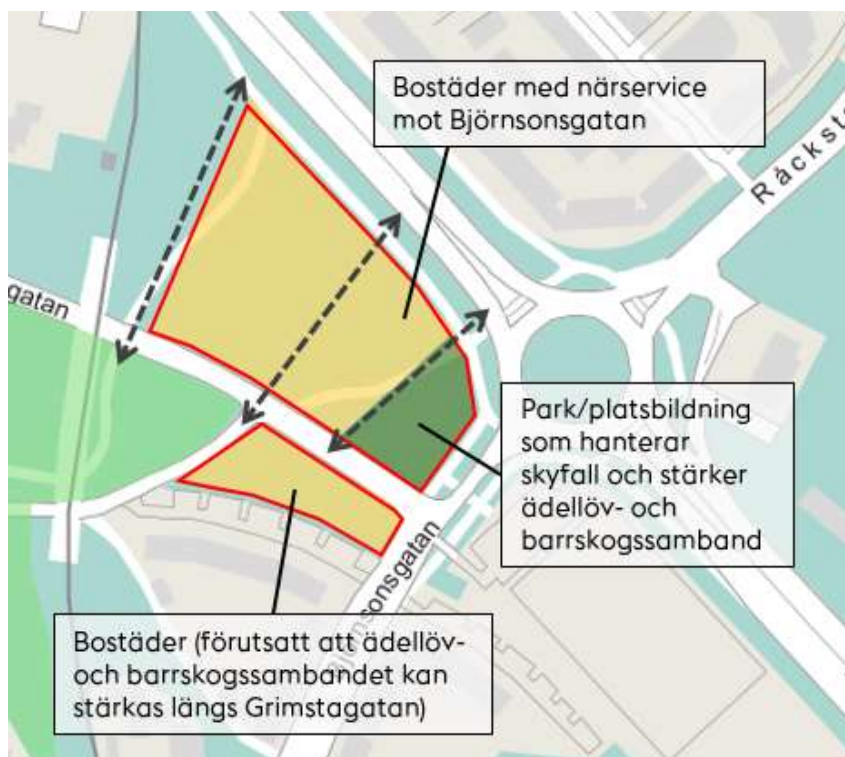 Bostäder med närservice
mot Björnsonsgatan
Råcksta
gatan
Park/platsbildning
som hanterar
skyfall och stärker
ädellöv- och
barrskogssamband
Björnsonsgatan
Bostäder (förutsatt att ädellöv-
och barrskogssambandet kan
stärkas längs Grimstagatan)